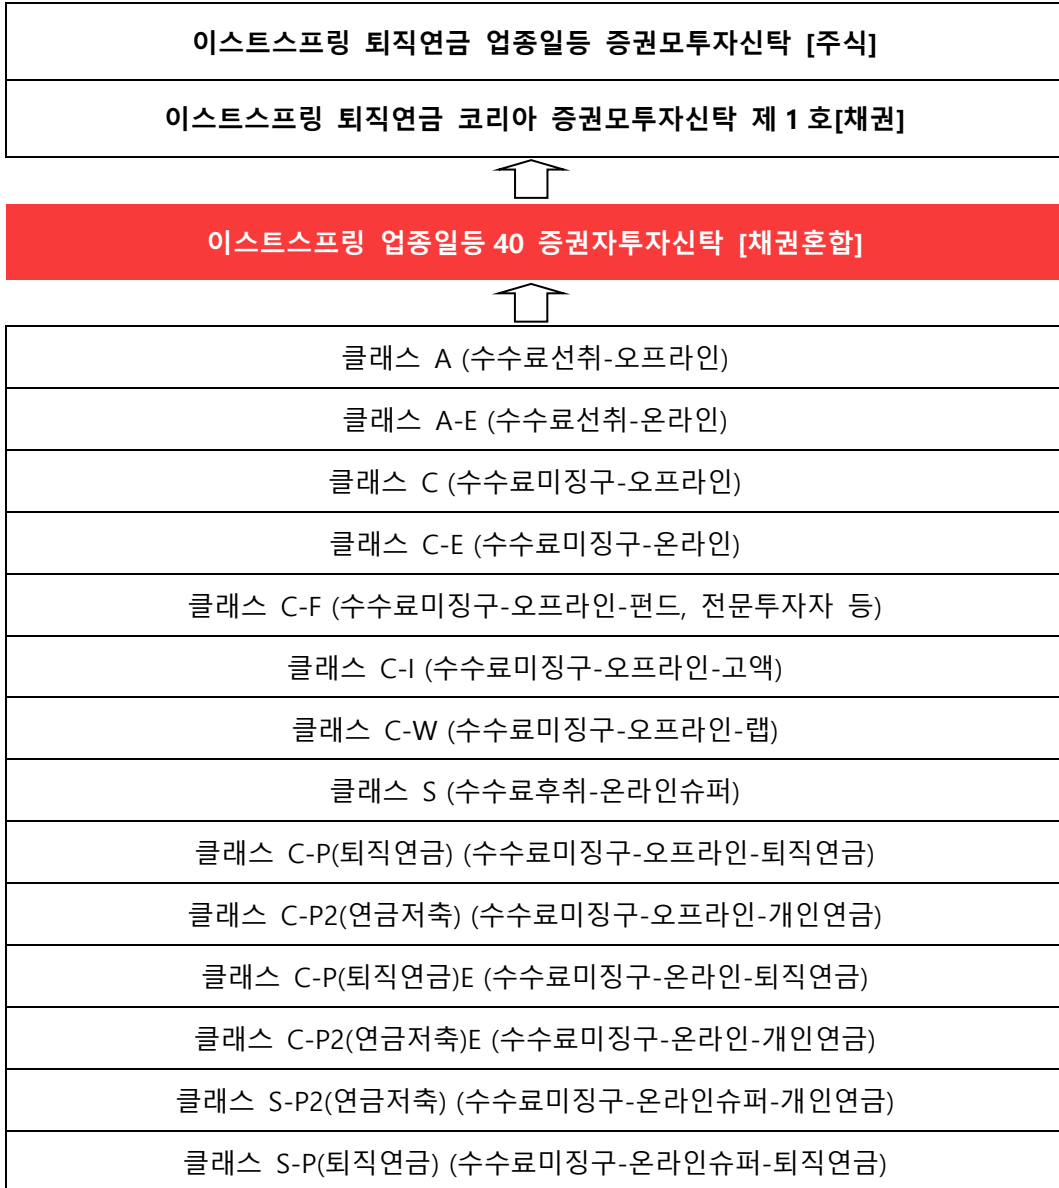 이스트스프링 퇴직연금 업종일등 증권모투자신탁 [주식]
이스트스프링 퇴직연금 코리아 증권모투자신탁 제 1 호[채권]
이스트스프링 업종일등 40 증권자투자신탁 [채권혼합]
클래스 A (수수료선취-오프라인)
클래스 A-E (수수료선취-온라인)
클래스 C (수수료미징구-오프라인)
클래스 C-E (수수료미징구-온라인)
클래스 C-F (수수료미징구-오프라인-펀드, 전문투자자 등)
클래스 C-I (수수료미징구-오프라인-고액)
클래스 C-W (수수료미징구-오프라인-랩)
클래스 S (수수료후취-온라인슈퍼)
클래스 C-P(퇴직연금) (수수료미징구-오프라인-퇴직연금)
클래스 C-P2(연금저축) (수수료미징구-오프라인-개인연금)
클래스 C-P(퇴직연금)E (수수료미징구-온라인-퇴직연금)
클래스 C-P2(연금저축)E (수수료미징구-온라인-개인연금)
클래스 S-P2(연금저축) (수수료미징구-온라인슈퍼-개인연금)
클래스 S-P(퇴직연금) (수수료미징구-온라인슈퍼-퇴직연금)